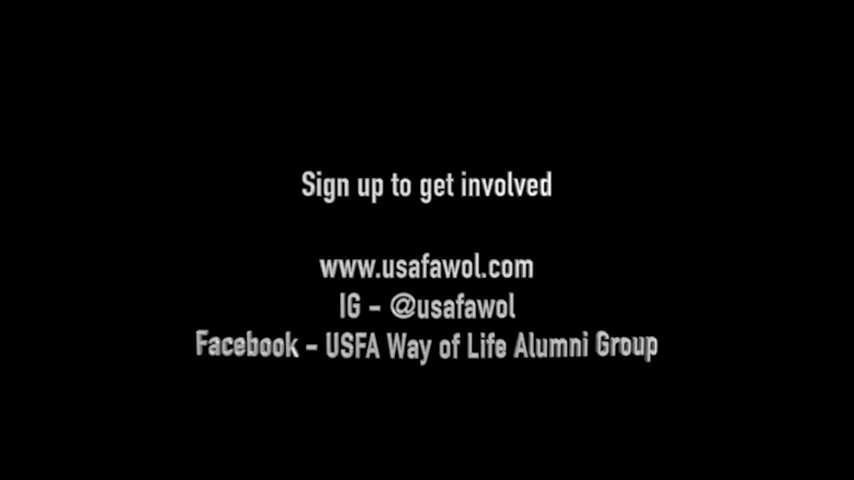 Sign up to get involved
www.usafawol.com
IG - @usafawol
Facebook - USFA Way of Life Alumni Group